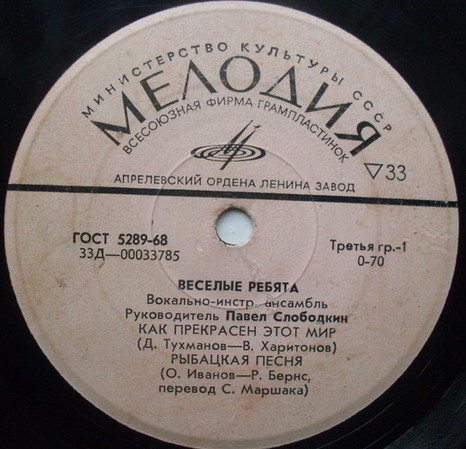 МИНИСТЕРСТВО КУЛЬТУРЫ СССР
МЕЛОДИЯ
ВСЕСОЮЗНАЯ ФИРМА ГРАМПЛАСТИНОК
▽33
АПРЕЛЕВСКИЙ ОРДЕНА ЛЕНИНА ЗАВОД
ГОСТ 5289-68
Третья гр.-1
33Д—00033785
0-70
ВЕСЕЛЫЕ РЕБЯТА
Вокально-инстр. ансамбль
Руководитель Павел Слободкин
КАК ПРЕКРАСЕН ЭТОТ МИР
(Д. Тухманов—В. Харитонов)
РЫБАЦКАЯ ПЕСНЯ
(О. Иванов—Р. Бернс,
перевод С. Маршака)